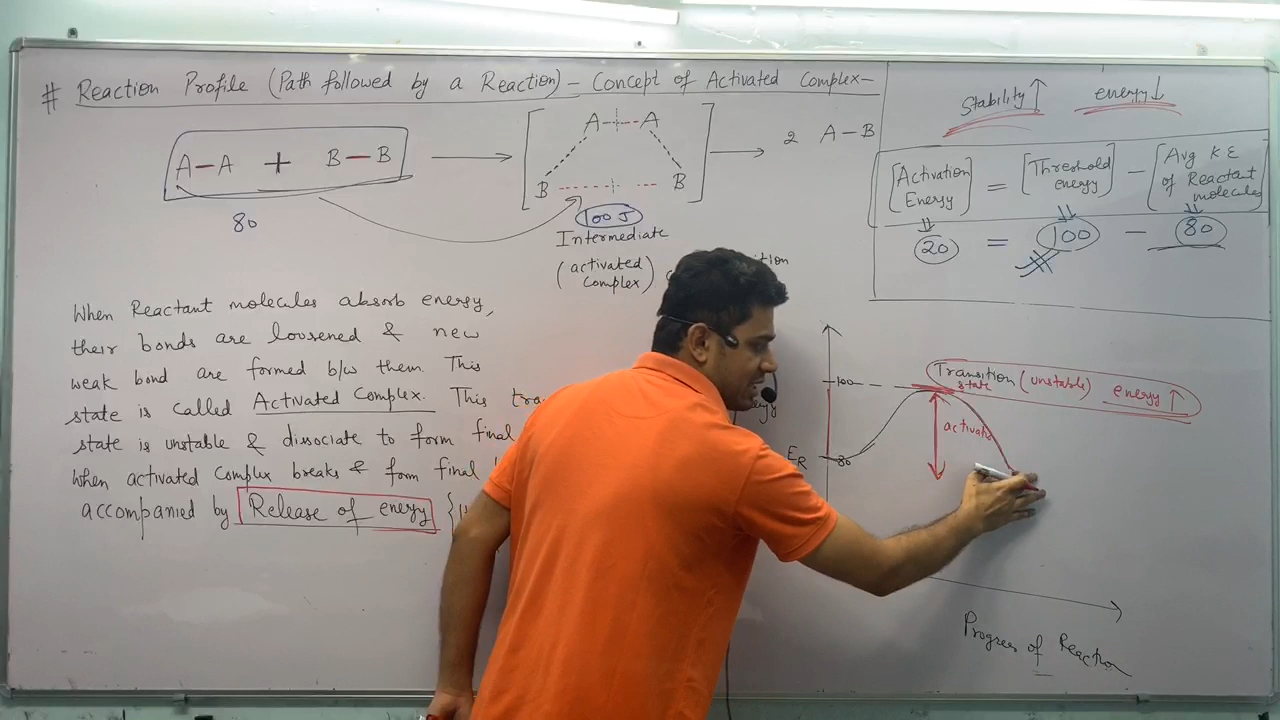 # Reaction Profile (Path followed by a Reaction) – Concept of Activated Complex –
A – A + B – B
80
A A
B B
100 J
Intermediate
(activated complex)
2 A – B
When Reactant molecules absorb energy,
their bonds are loosened & new
weak bond are formed b/w them. This
state is called Activated Complex. This
state is unstable & dissociate to form final
When activated Complex breaks & form final
accompanied by Release of energy {
Stability ↑ energy ↓
[Activation Energy] = [Threshold energy] – [Avg K E of Reactant molecules]
20 = 100 – 80
100
Transition state (unstable) energy ↑
E_R 80
Progress of Reaction